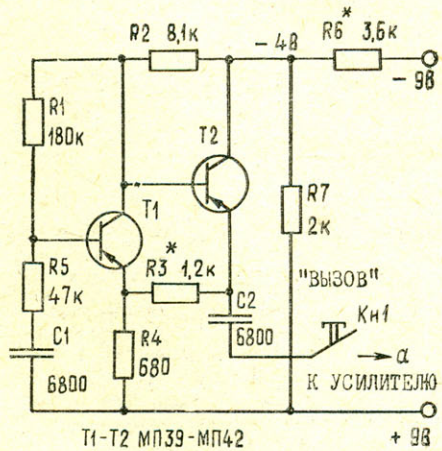 R2 8,1к
- 4В
R6* 3,6к
- 9В
R1
180к
T2
T1
R7
2к
R3* 1,2к
R5
47к
C2
"ВЫЗОВ"
Кн1
C1
R4
680
6800
a
6800
К УСИЛИТЕЛЮ
+ 9В
T1-T2 МП39-МП42